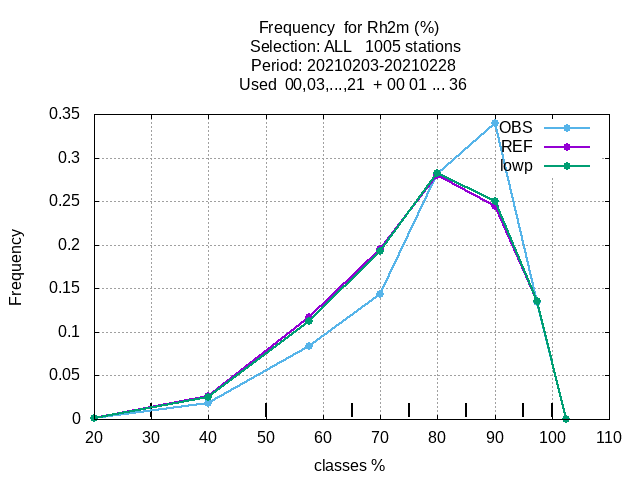 Frequency  for Rh2m (%)
Selection: ALL   1005 stations
Period: 20210203-20210228
Used  00,03,...,21  + 00 01 ... 36
0.35
0.3
0.25
0.2
0.15
0.1
0.05
0
Frequency
OBS
REF
lowp
20 30 40 50 60 70 80 90 100 110
classes %